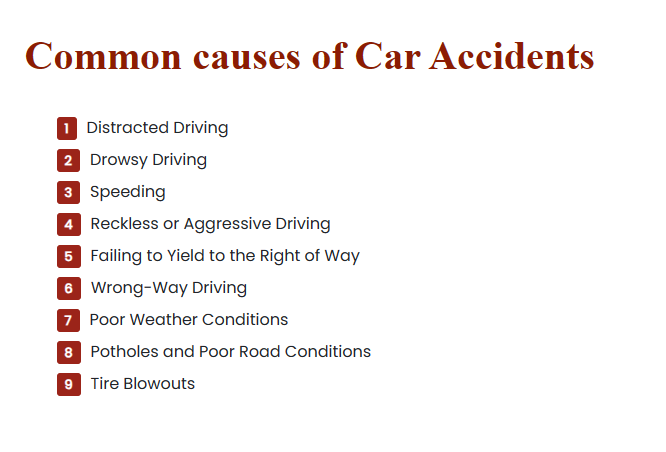 Common causes of Car Accidents
1 Distracted Driving
2 Drowsy Driving
3 Speeding
4 Reckless or Aggressive Driving
5 Failing to Yield to the Right of Way
6 Wrong-Way Driving
7 Poor Weather Conditions
8 Potholes and Poor Road Conditions
9 Tire Blowouts